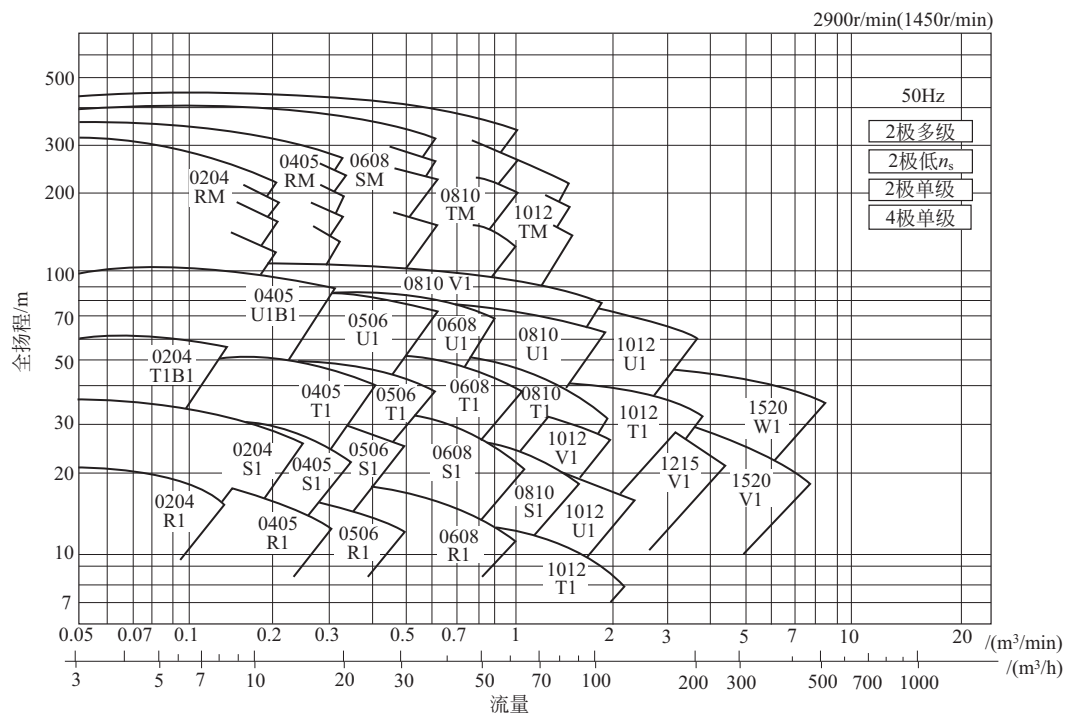 2900r/min(1450r/min)
50Hz
2极多级
2极低nₛ
2极单级
4极单级
全扬程/m
500
300
200
100
70
50
30
20
10
7
0204
RM
0405
RM
0608
SM
0810
TM
1012
TM
0810 V1
0405
U1B1
0506
U1
0608
U1
0810
U1
1012
U1
0204
T1B1
0405
T1
0506
T1
0608
T1
0810
T1
1012
T1
1520
W1
0204
S1
0405
S1
0506
S1
0608
S1
1012
V1
1215
V1
1520
V1
0810
S1
1012
U1
0204
R1
0405
R1
0506
R1
0608
R1
1012
T1
0.05 0.07 0.1 0.2 0.3 0.5 0.7 1 2 3 5 7 10 20 /(m³/min)
3 5 7 10 20 30 50 70 100 200 300 500 700 1000 /(m³/h)
流量